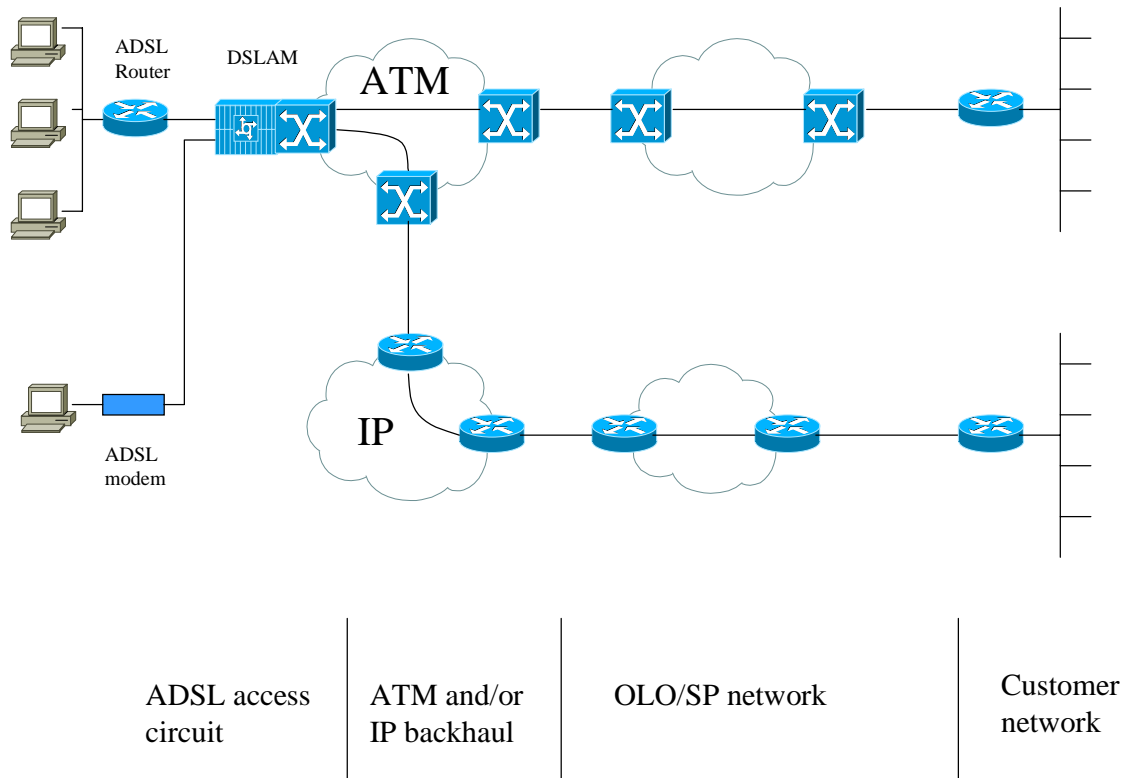 ADSL
Router
DSLAM
ATM
IP
ADSL
modem
ADSL access
circuit
ATM and/or
IP backhaul
OLO/SP network
Customer
network